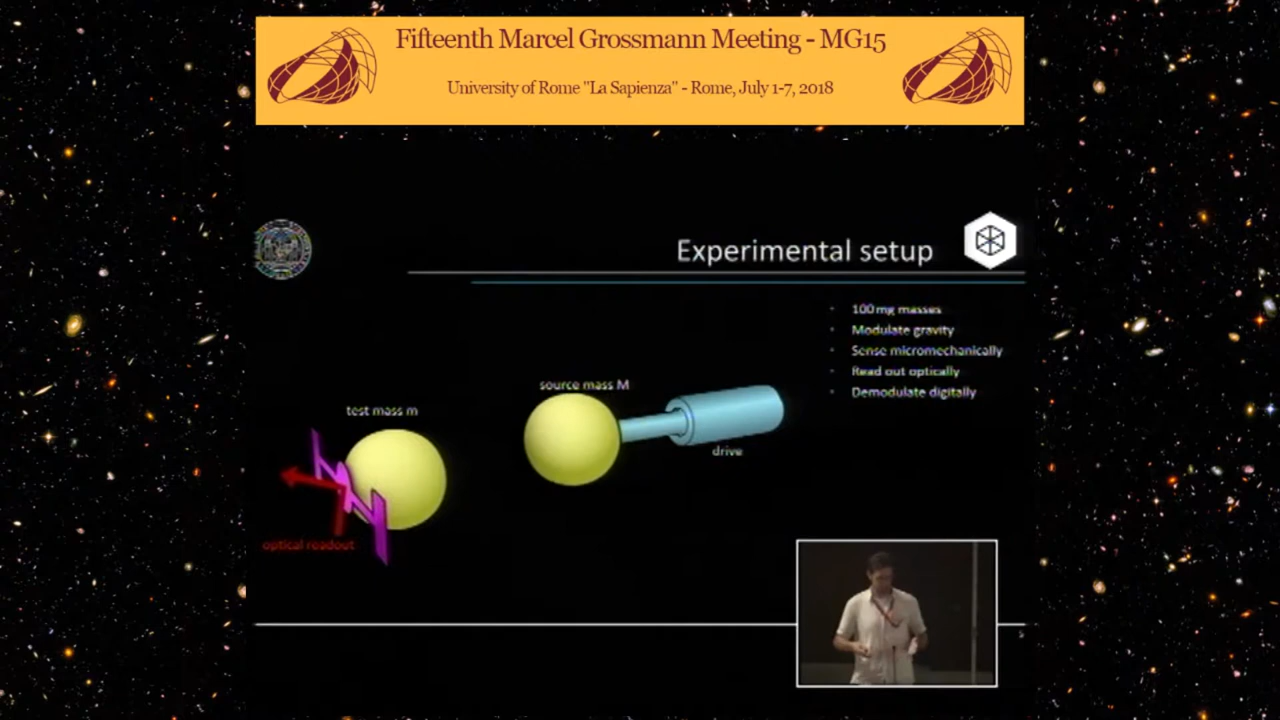 Fifteenth Marcel Grossmann Meeting - MG15
University of Rome "La Sapienza" - Rome, July 1-7, 2018
Experimental setup
100 mg masses
Modulate gravity
Sense micromechanically
Read out optically
Demodulate digitally
source mass M
test mass m
drive
optical readout